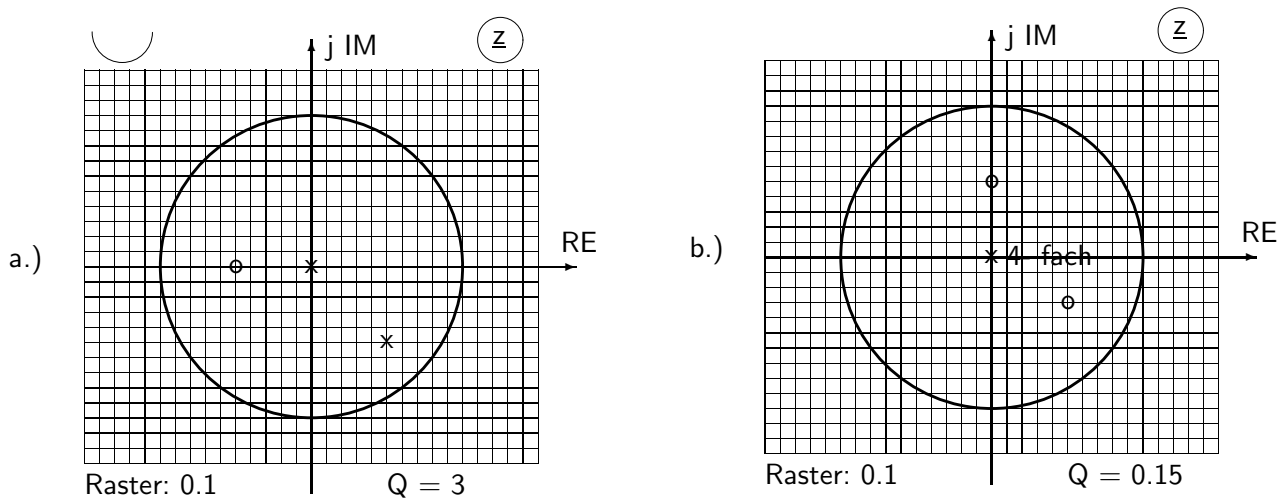 j IM
z
RE
a.)
Raster: 0.1
Q = 3
j IM
z
RE
b.)
x 4- fach
Raster: 0.1
Q = 0.15